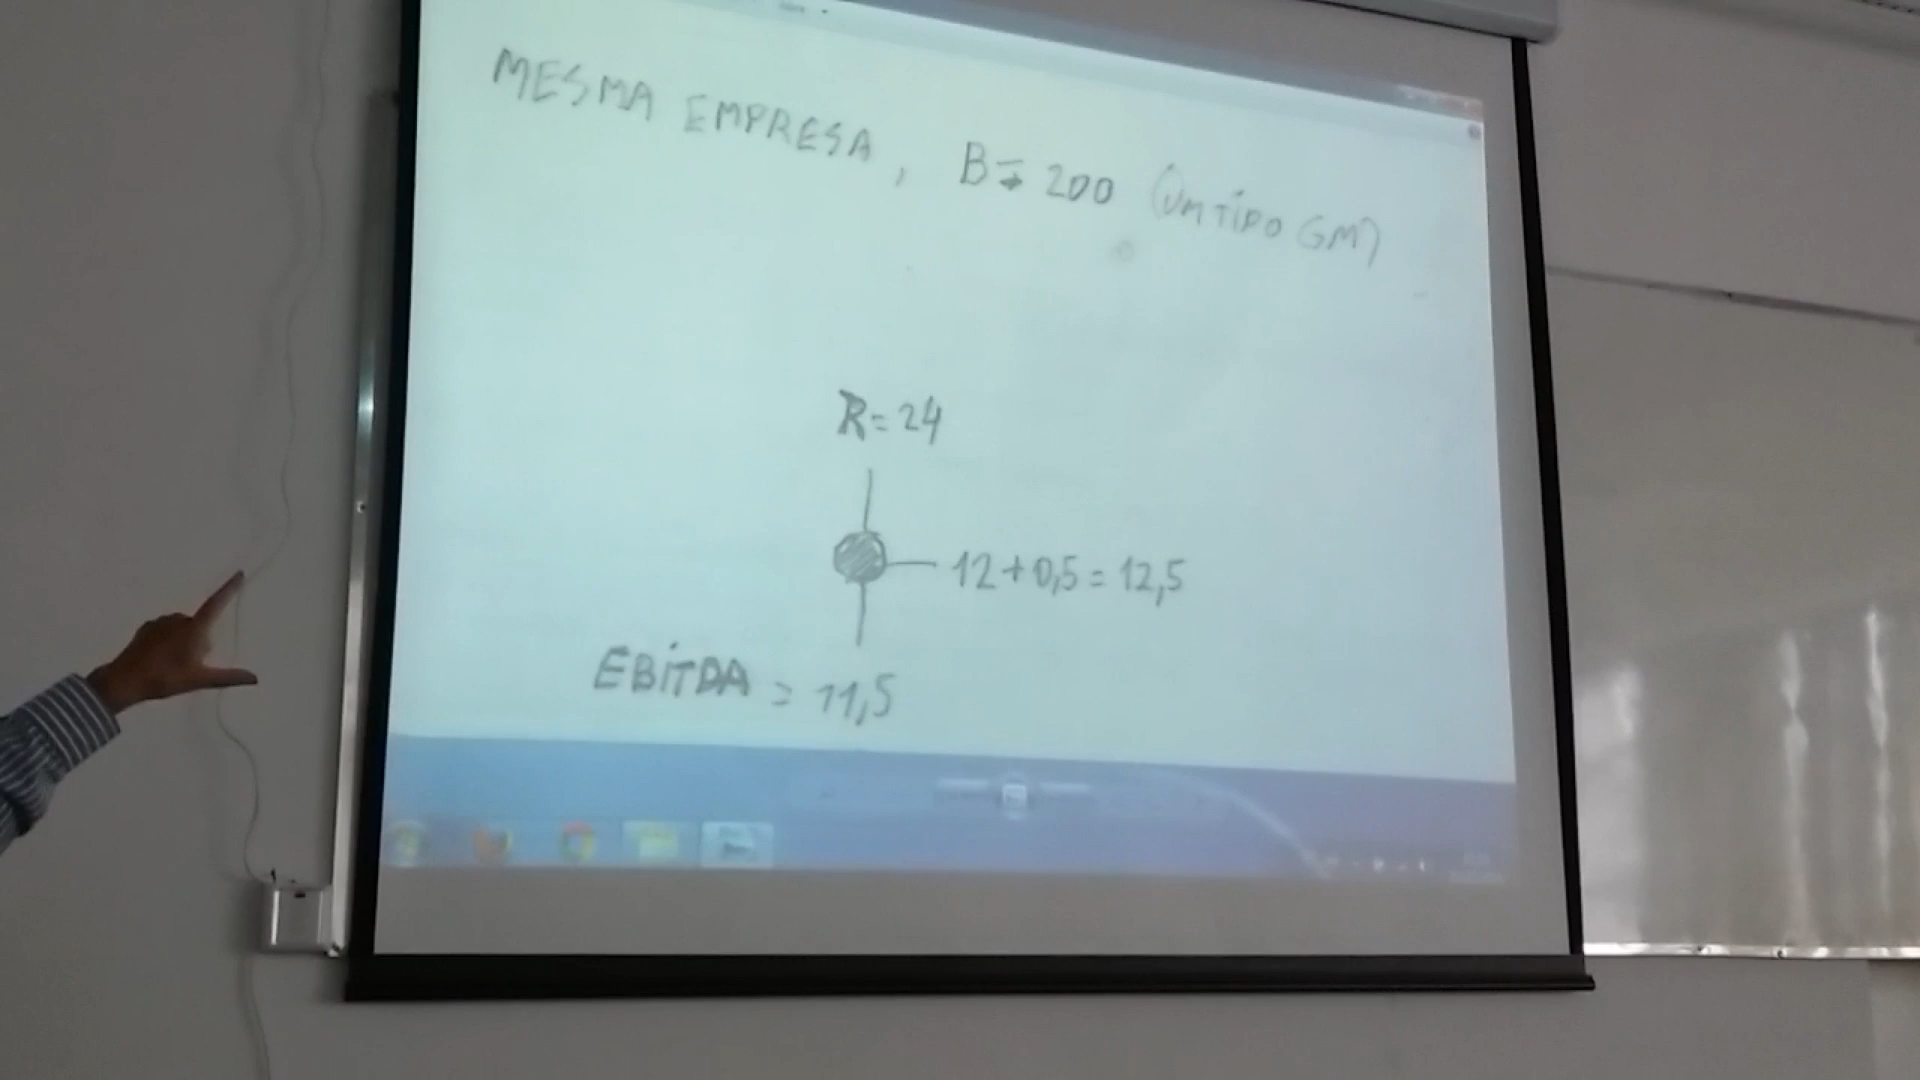 MESMA EMPRESA, B = 200 (UM TIPO GM)
R = 24
12 + 0,5 = 12,5
EBITDA = 11,5